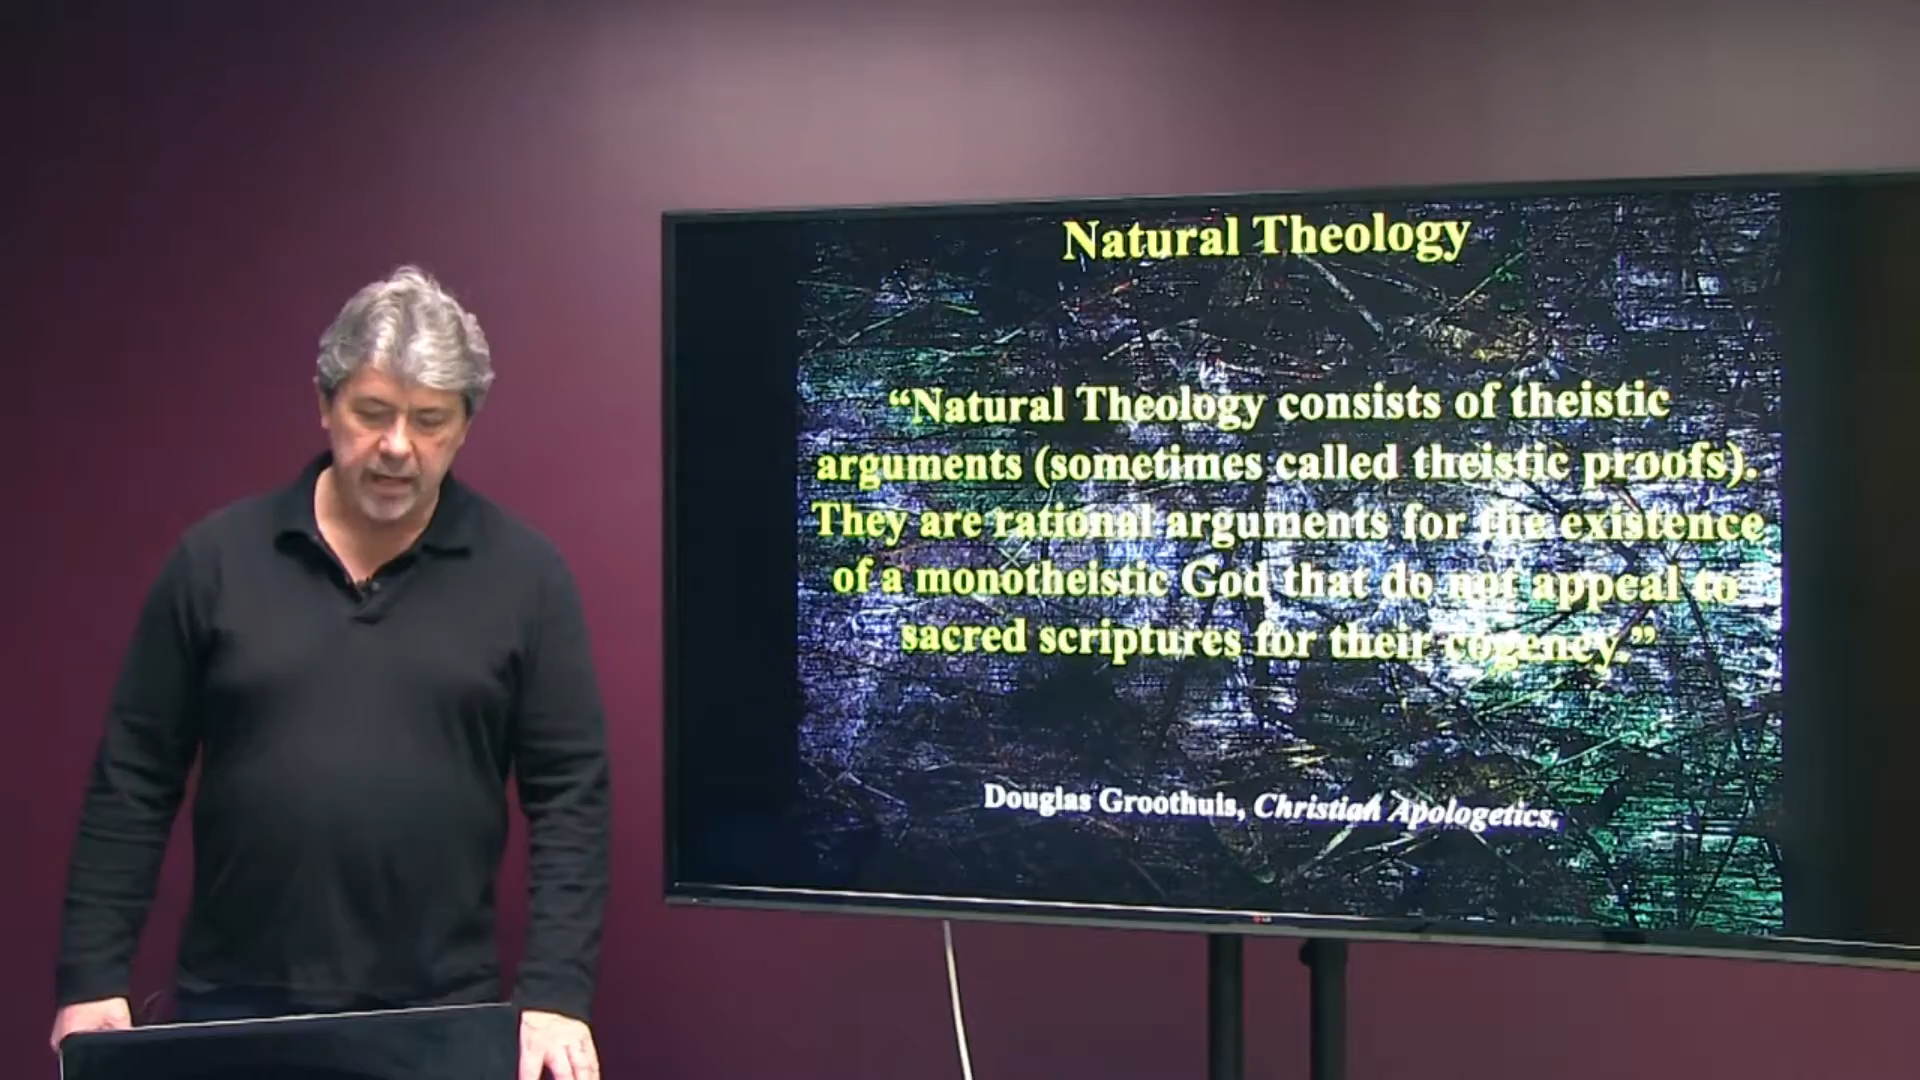 Natural Theology
“Natural Theology consists of theistic
arguments (sometimes called theistic proofs).
They are rational arguments for the existence
of a monotheistic God that do not appeal to
sacred scriptures for their cogency.”
Douglas Groothuis, Christian Apologetics.
LG